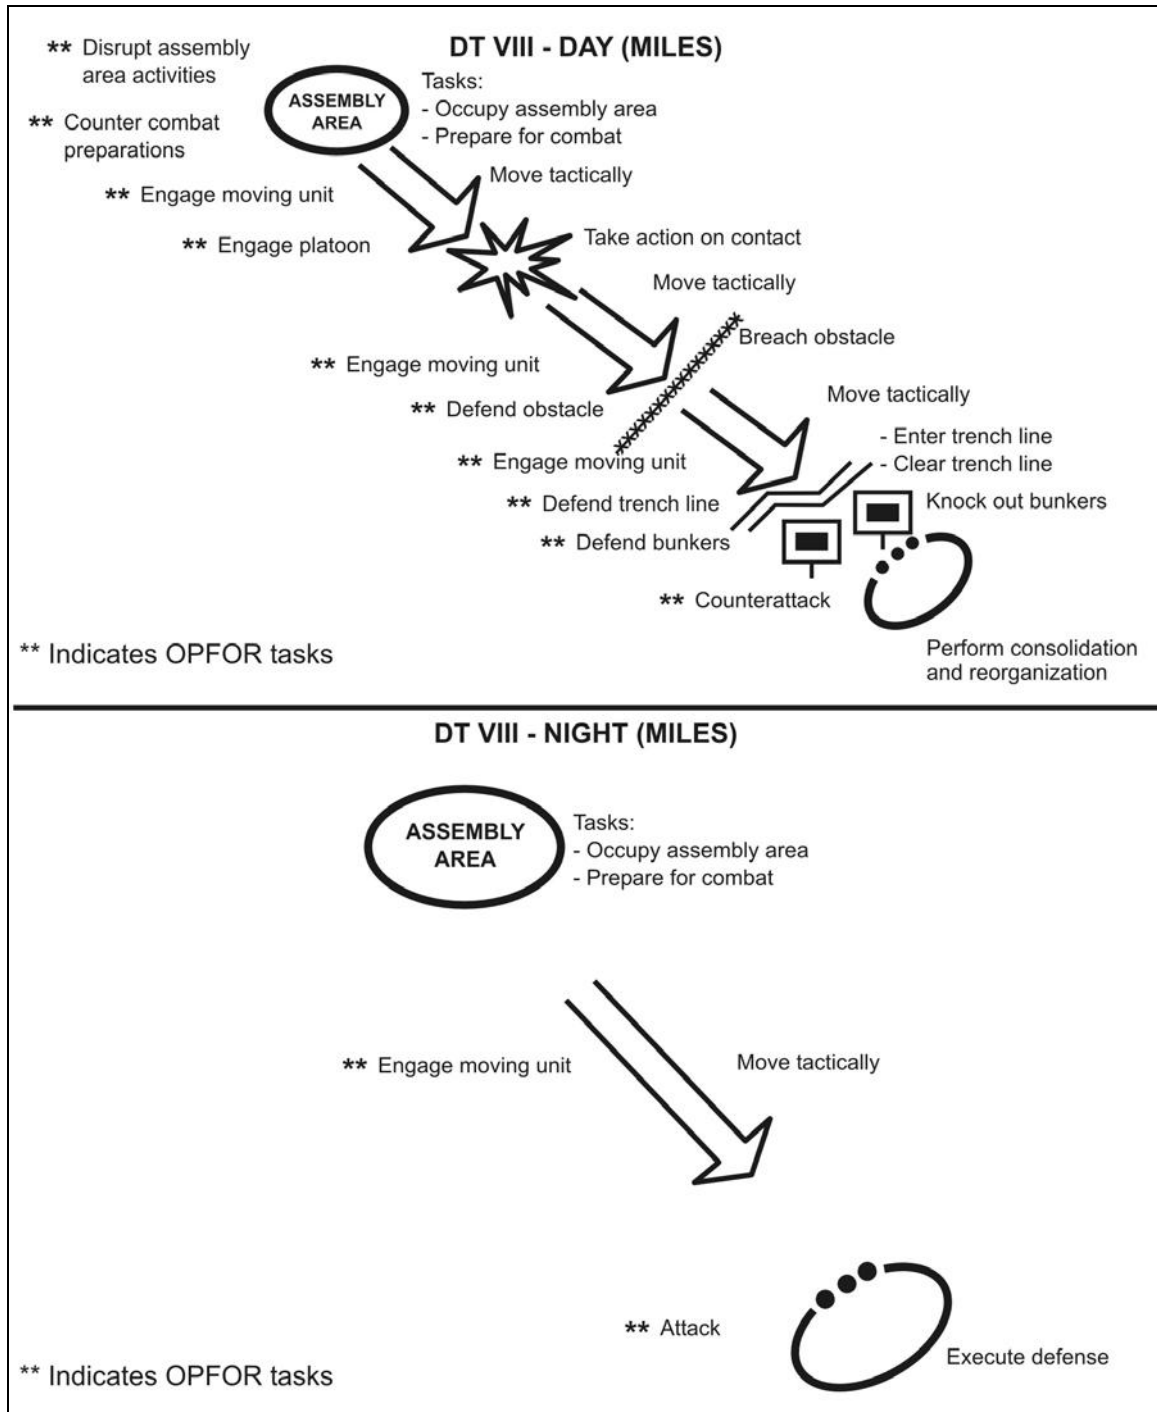 DT VIII - DAY (MILES)
** Disrupt assembly
area activities
ASSEMBLY
AREA
Tasks:
- Occupy assembly area
- Prepare for combat
** Counter combat
preparations
Move tactically
** Engage moving unit
** Engage platoon
Take action on contact
Move tactically
Breach obstacle
** Engage moving unit
xxxxxxxxxxxxxxxxx
** Defend obstacle
Move tactically
- Enter trench line
- Clear trench line
** Engage moving unit
** Defend trench line
Knock out bunkers
** Defend bunkers
** Counterattack
Perform consolidation
and reorganization
** Indicates OPFOR tasks
DT VIII - NIGHT (MILES)
ASSEMBLY
AREA
Tasks:
- Occupy assembly area
- Prepare for combat
** Engage moving unit
Move tactically
** Attack
Execute defense
** Indicates OPFOR tasks